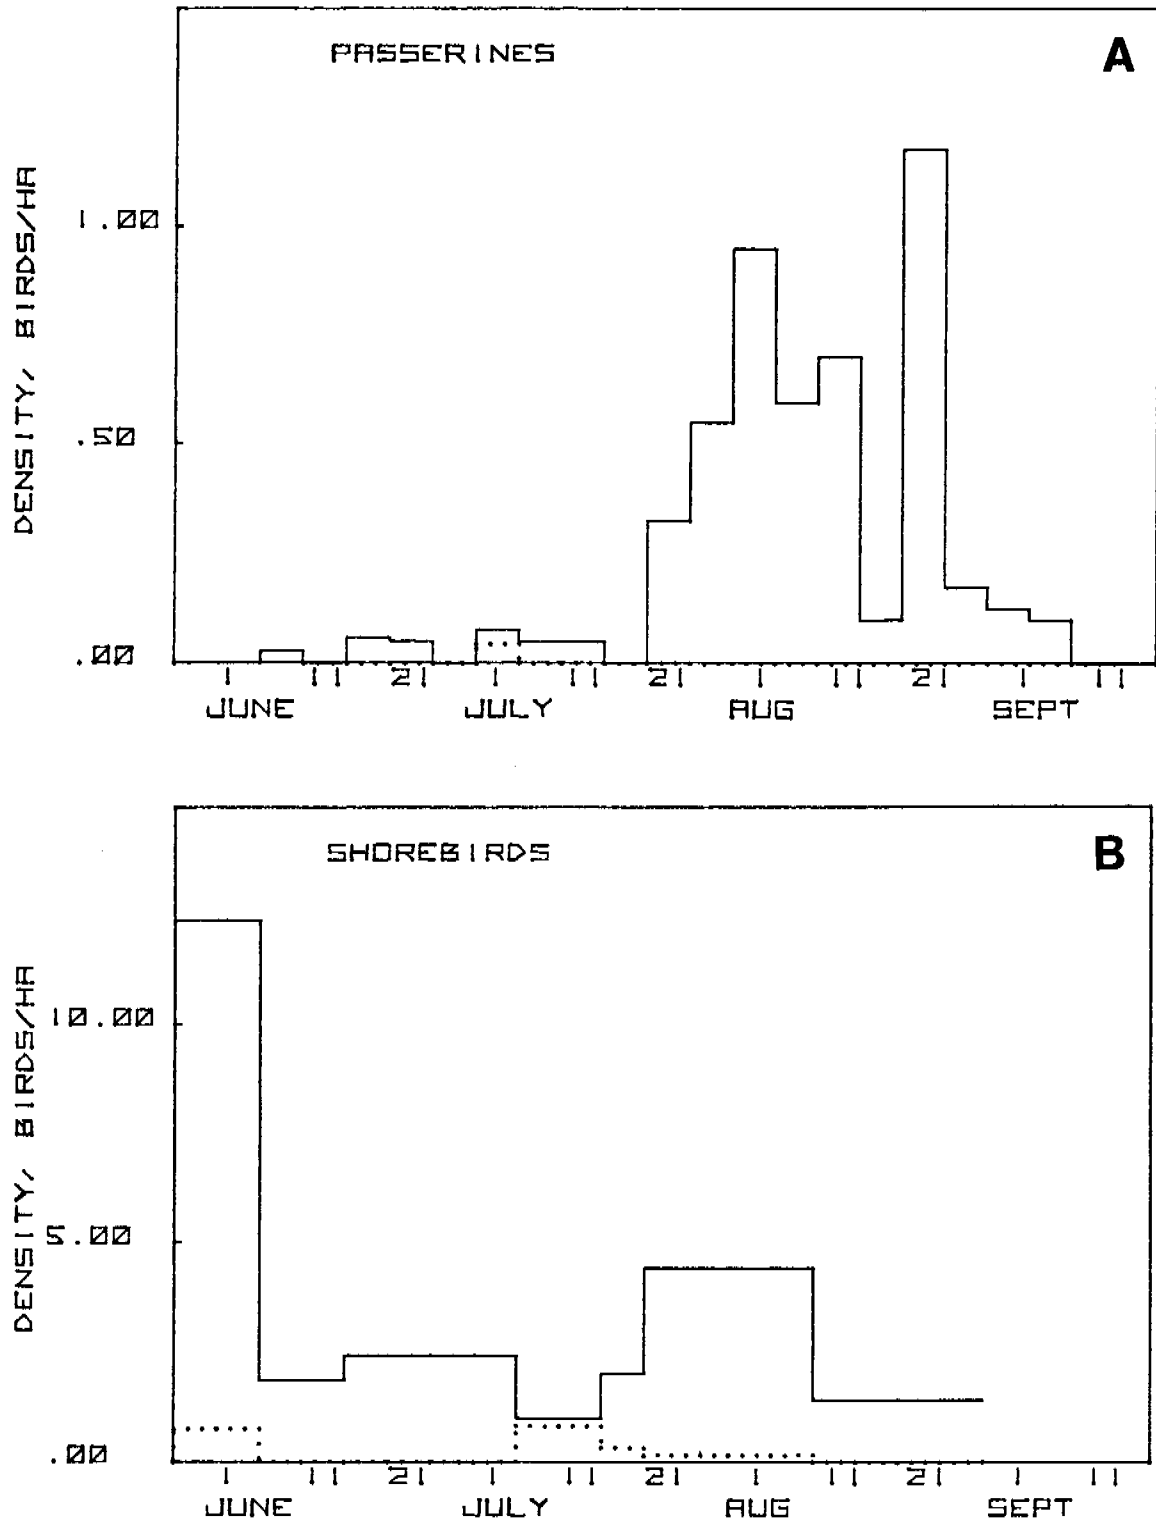 PASSERINES
A
DENSITY, BIRDS/HA
1.00
.50
.00
1 11 21 1 11 21 1 11 21 1 11
JUNE JULY AUG SEPT
SHOREBIRDS
B
DENSITY, BIRDS/HA
10.00
5.00
.00
1 11 21 1 11 21 1 11 21 1 11
JUNE JULY AUG SEPT